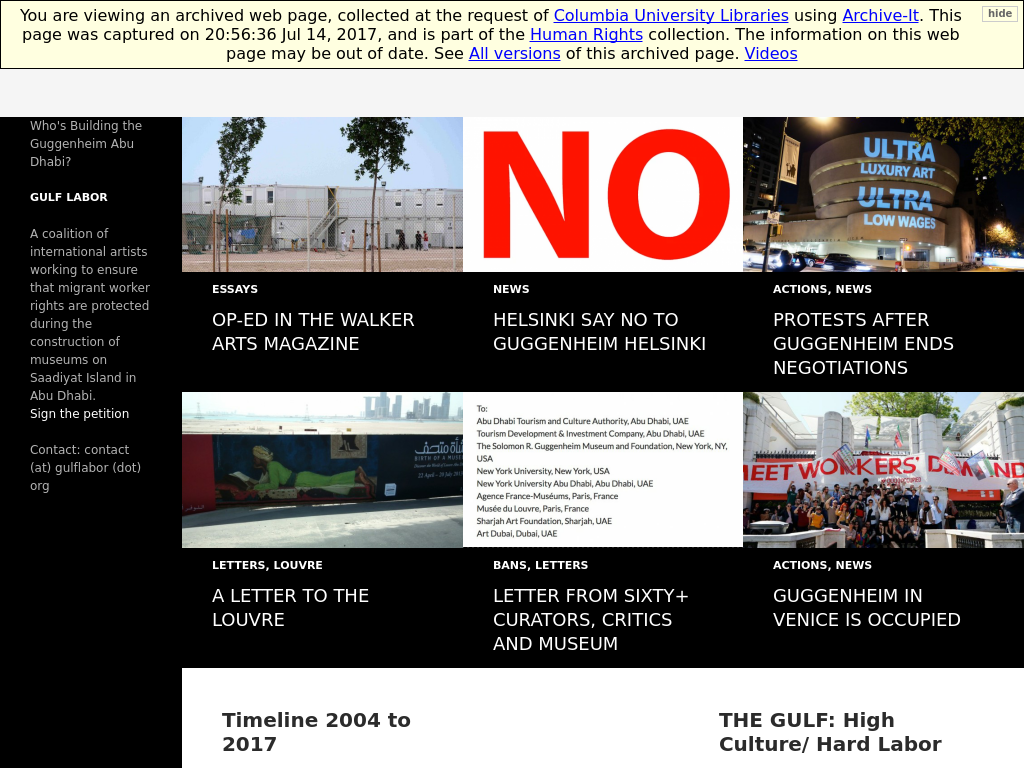 You are viewing an archived web page, collected at the request of Columbia University Libraries using Archive-It. This
page was captured on 20:56:36 Jul 14, 2017, and is part of the Human Rights collection. The information on this web
page may be out of date. See All versions of this archived page. Videos
hide
Who's Building the
Guggenheim Abu
Dhabi?
GULF LABOR
A coalition of
international artists
working to ensure
that migrant worker
rights are protected
during the
construction of
museums on
Saadiyat Island in
Abu Dhabi.
Sign the petition
Contact: contact
(at) gulflabor (dot)
org
ESSAYS
OP-ED IN THE WALKER
ARTS MAGAZINE
NO
NEWS
HELSINKI SAY NO TO
GUGGENHEIM HELSINKI
ULTRA
LUXURY ART
ULTRA
LOW WAGES
ACTIONS, NEWS
PROTESTS AFTER
GUGGENHEIM ENDS
NEGOTIATIONS
LETTERS, LOUVRE
A LETTER TO THE
LOUVRE
To:
Abu Dhabi Tourism and Culture Authority, Abu Dhabi, UAE
Tourism Development & Investment Company, Abu Dhabi, UAE
The Solomon R. Guggenheim Museum and Foundation, New York, NY,
USA
New York University, New York, USA
New York University Abu Dhabi, Abu Dhabi, UAE
Agence France-Muséums, Paris, France
Musée du Louvre, Paris, France
Sharjah Art Foundation, Sharjah, UAE
Art Dubai, Dubai, UAE
BANS, LETTERS
LETTER FROM SIXTY+
CURATORS, CRITICS
AND MUSEUM
MEET WORKERS'
ACTIONS, NEWS
GUGGENHEIM IN
VENICE IS OCCUPIED
Timeline 2004 to
2017
THE GULF: High
Culture/ Hard Labor